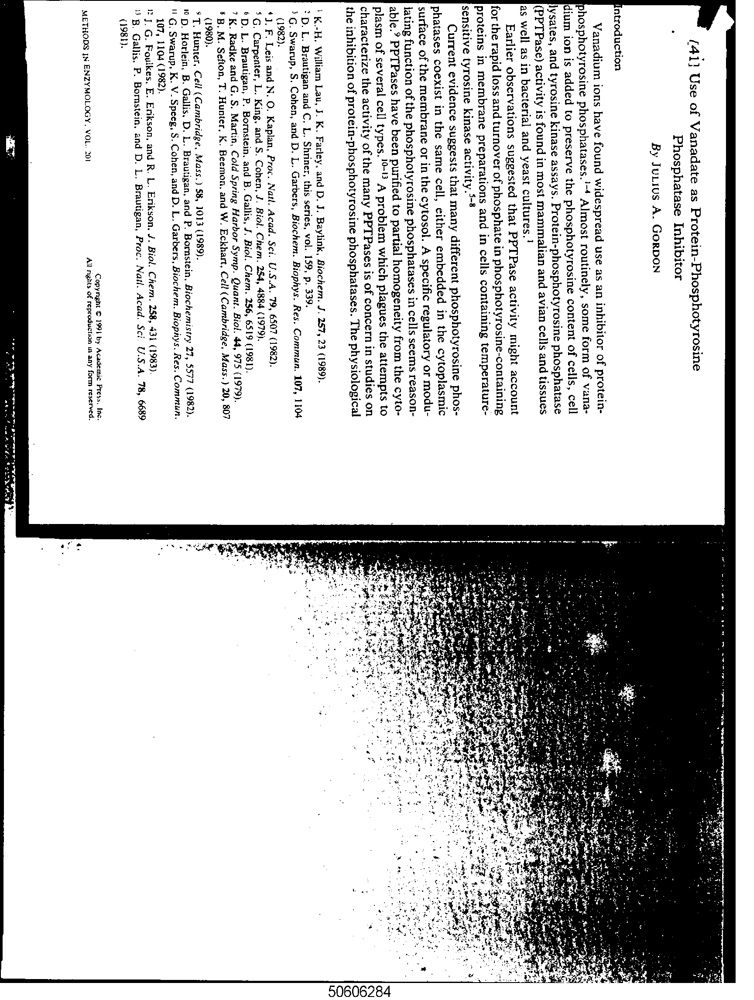 [41] Use of Vanadate as Protein-Phosphotyrosine
Phosphatase Inhibitor
By JULIUS A. GORDON
Introduction
Vanadium ions have found widespread use as an inhibitor of protein-
phosphotyrosine phosphatases.1-4 Almost routinely, some form of vana-
dium ion is added to preserve the phosphotyrosine content of cells, cell
lysates, and tyrosine kinase assays. Protein-phosphotyrosine phosphatase
(PPTPase) activity is found in most mammalian and avian cells and tissues
as well as in bacterial and yeast cultures.1
Earlier observations suggested that PPTPase activity might account
for the rapid loss and turnover of phosphate in phosphotyrosine-containing
proteins in membrane preparations and in cells containing temperature-
sensitive tyrosine kinase activity.5-8
Current evidence suggests that many different phosphotyrosine phos-
phatases coexist in the same cell, either embedded in the cytoplasmic
surface of the membrane or in the cytosol. A specific regulatory or modu-
lating function of the phosphotyrosine phosphatases in cells seems reason-
able.9 PPTPases have been purified to partial homogeneity from the cyto-
plasm of several cell types.10-13 A problem which plagues the attempts to
characterize the activity of the many PPTPases is of concern in studies on
the inhibition of protein-phosphotyrosine phosphatases. The physiological
1 K.-H. William Lau, J. K. Farley, and D. J. Baylink, Biochem. J. 257, 23 (1989).
2 D. L. Brautigan and C. L. Shriner, this series, vol. 159, p. 339.
3 G. Swarup, S. Cohen, and D. L. Garbers, Biochem. Biophys. Res. Commun. 107, 1104
(1982).
4 J. F. Leis and N. O. Kaplan, Proc. Natl. Acad. Sci. U.S.A. 79, 6507 (1982).
5 G. Carpenter, L. King, and S. Cohen, J. Biol. Chem. 254, 4884 (1979).
6 D. L. Brautigan, P. Bornstein, and B. Gallis, J. Biol. Chem. 256, 6519 (1981).
7 K. Radke and G. S. Martin, Cold Spring Harbor Symp. Quant. Biol. 44, 975 (1979).
8 B. M. Sefton, T. Hunter, K. Beemon, and W. Eckhart, Cell (Cambridge, Mass.) 20, 807
(1980).
9 T. Hunter, Cell (Cambridge, Mass.) 58, 1013 (1989).
10 D. Horlein, B. Gallis, D. L. Brautigan, and P. Bornstein, Biochemistry 27, 5577 (1982).
11 G. Swarup, K. V. Speeg, S. Cohen, and D. L. Garbers, Biochem. Biophys. Res. Commun.
107, 1104 (1982).
12 J. G. Foulkes, E. Erikson, and R. L. Erikson, J. Biol. Chem. 258, 431 (1983).
13 B. Gallis, P. Bornstein, and D. L. Brautigan, Proc. Natl. Acad. Sci U.S.A. 78, 6689
(1981).
METHODS IN ENZYMOLOGY, VOL. 201
Copyright © 1991 by Academic Press, Inc.
All rights of reproduction in any form reserved.
50606284